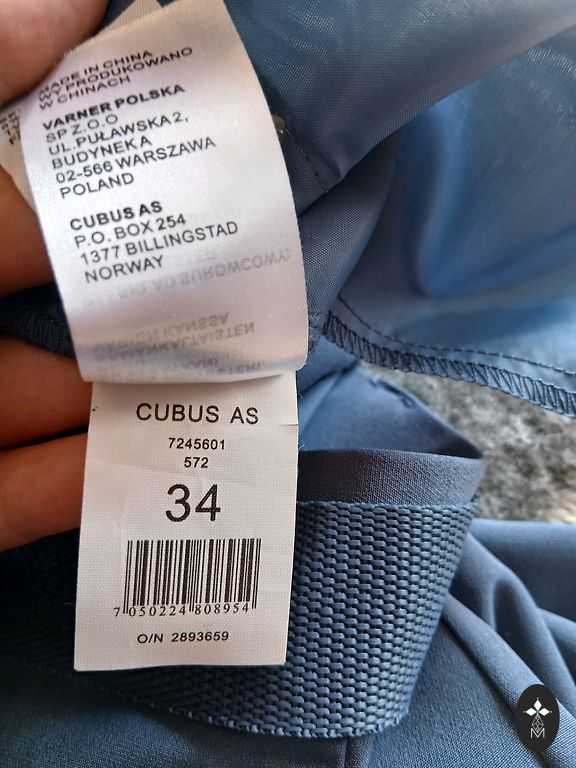 MADE IN CHINA
WYPRODUKOWANO
W CHINACH
VARNER POLSKA
SP Z.O.O
UL.PUŁAWSKA 2,
BUDYNEK A
02-566 WARSZAWA
POLAND
CUBUS AS
P.O. BOX 254
1377 BILLINGSTAD
NORWAY
CUBUS AS
7245601
572
34
7 050224 808954
O/N 2893659
M